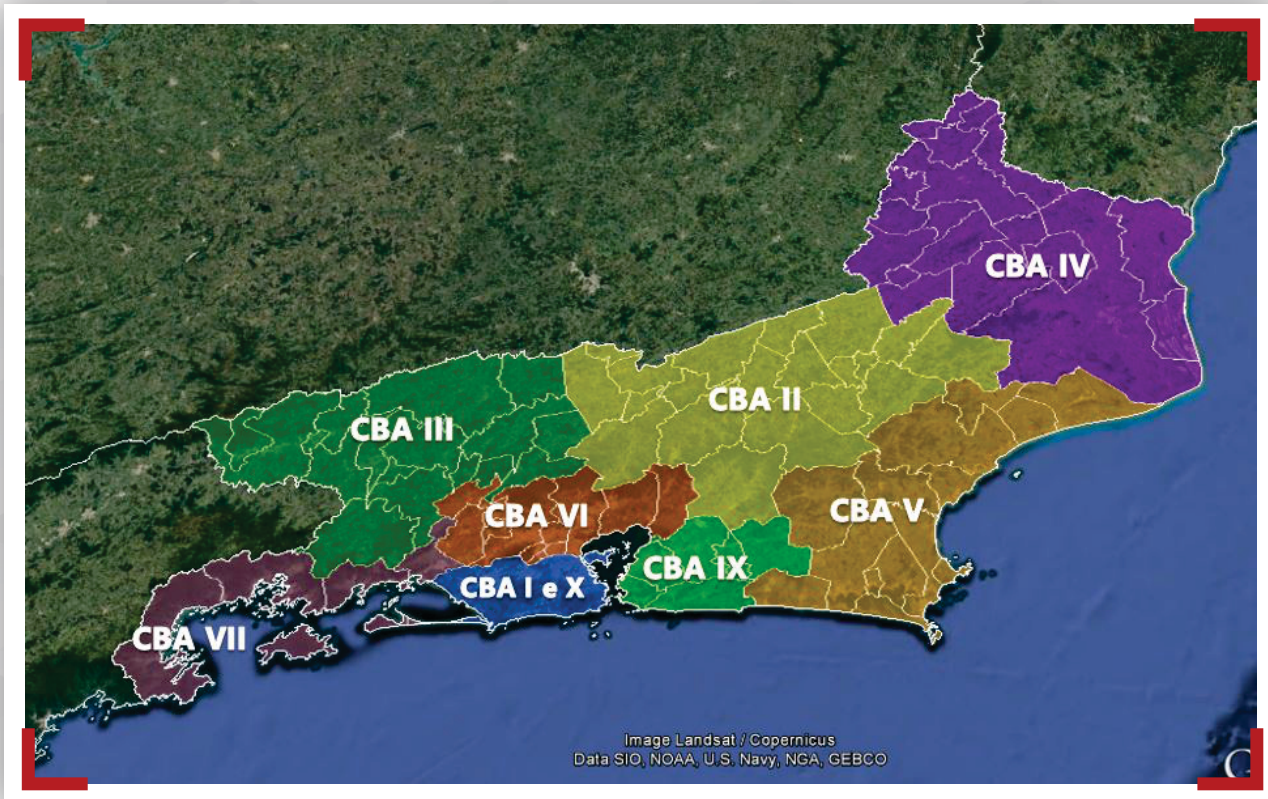 CBA IV
CBA II
CBA III
CBA V
CBA VI
CBA IX
CBA I e X
CBA VII
Image Landsat / Copernicus
Data SIO, NOAA, U.S. Navy, NGA, GEBCO